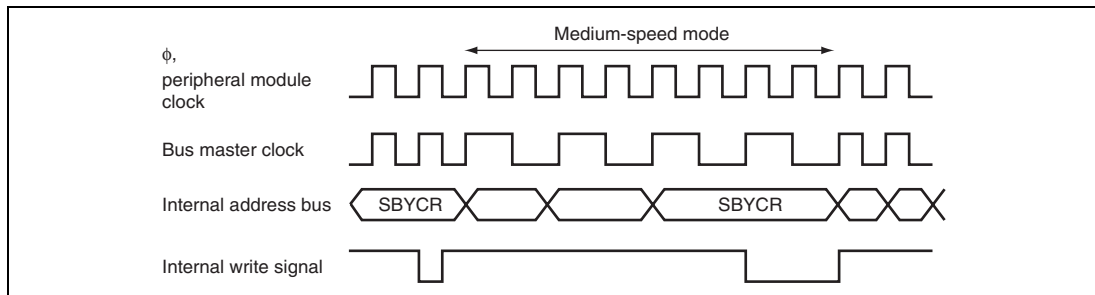 Medium-speed mode
ϕ,
peripheral module
clock
Bus master clock
Internal address bus
SBYCR
SBYCR
Internal write signal